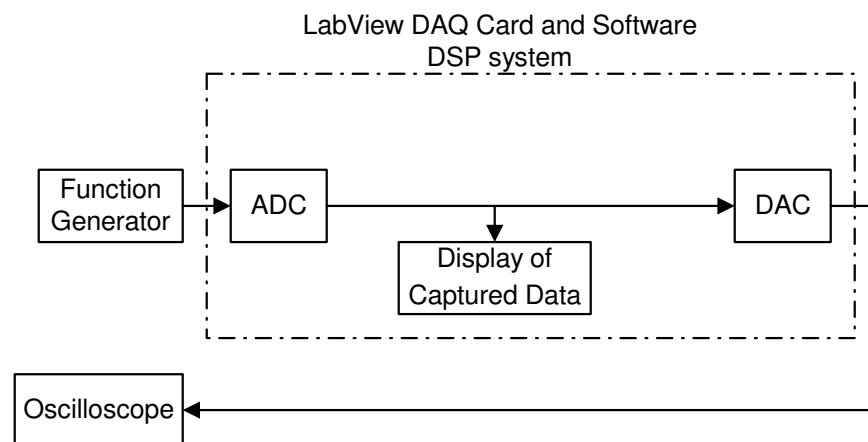 LabView DAQ Card and Software
DSP system
Function
Generator
ADC
DAC
Display of
Captured Data
Oscilloscope